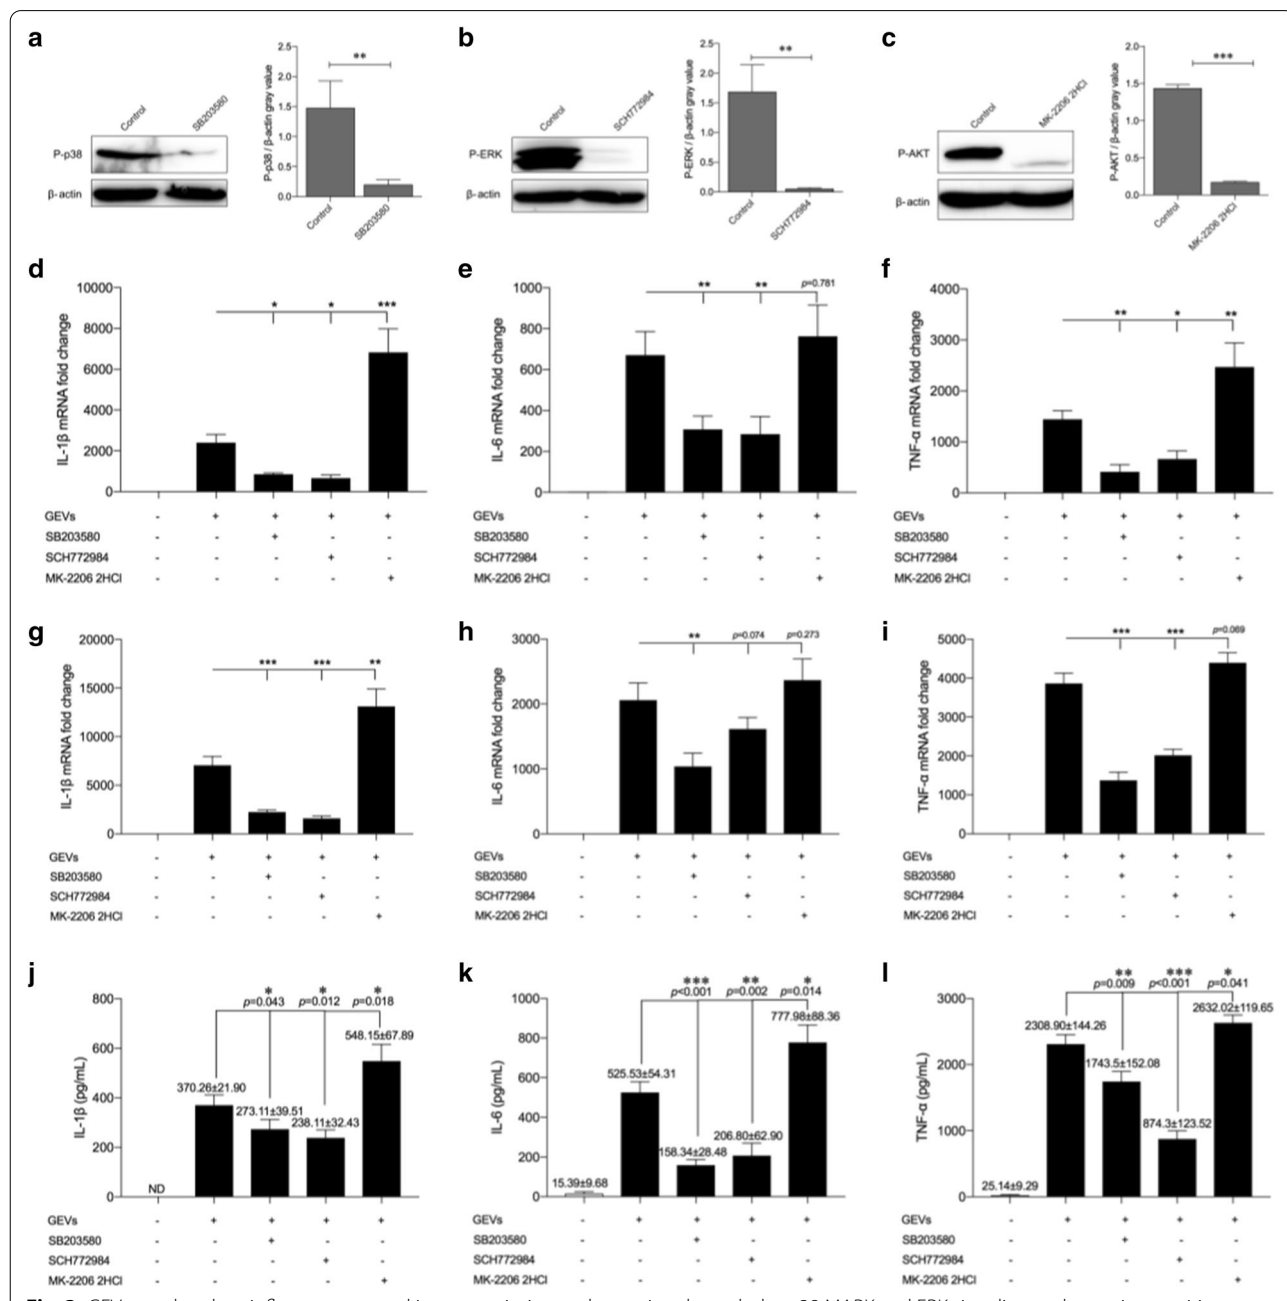 a
b
c
Control
SB203580
P-p38
β-actin
P-p38 / β-actin gray value
2.5
2.0
1.5
1.0
0.5
0.0
**
Control
SB203580
Control
SCH772984
P-ERK
β-actin
P-ERK / β-actin gray value
2.5
2.0
1.5
1.0
0.5
0.0
**
Control
SCH772984
Control
MK-2206 2HCl
P-AKT
β-actin
P-AKT / β-actin gray value
2.0
1.5
1.0
0.5
0.0
***
Control
MK-2206 2HCl
d
IL-1β mRNA fold change
10000
8000
6000
4000
2000
0
* * ***
GEVs - + + + +
SB203580 - - + - -
SCH772984 - - - + -
MK-2206 2HCl - - - - +
e
IL-6 mRNA fold change
1000
800
600
400
200
0
** ** p=0.781
GEVs - + + + +
SB203580 - - + - -
SCH772984 - - - + -
MK-2206 2HCl - - - - +
f
TNF-α mRNA fold change
4000
3000
2000
1000
0
** * **
GEVs - + + + +
SB203580 - - + - -
SCH772984 - - - + -
MK-2206 2HCl - - - - +
g
IL-1β mRNA fold change
20000
15000
10000
5000
0
*** *** **
GEVs - + + + +
SB203580 - - + - -
SCH772984 - - - + -
MK-2206 2HCl - - - - +
h
IL-6 mRNA fold change
3000
2000
1000
0
** p=0.074 p=0.273
GEVs - + + + +
SB203580 - - + - -
SCH772984 - - - + -
MK-2206 2HCl - - - - +
i
TNF-α mRNA fold change
5000
4000
3000
2000
1000
0
*** *** p=0.069
GEVs - + + + +
SB203580 - - + - -
SCH772984 - - - + -
MK-2206 2HCl - - - - +
j
IL-1β (pg/mL)
800
600
400
200
0
* * *
p=0.043 p=0.012 p=0.018
ND
370.26±21.90
273.11±39.51
238.11±32.43
548.15±67.89
GEVs - + + + +
SB203580 - - + - -
SCH772984 - - - + -
MK-2206 2HCl - - - - +
k
IL-6 (pg/mL)
1000
800
600
400
200
0
*** ** *
p<0.001 p=0.002 p=0.014
15.39±9.68
525.53±54.31
158.34±28.48
206.80±62.90
777.98±88.36
GEVs - + + + +
SB203580 - - + - -
SCH772984 - - - + -
MK-2206 2HCl - - - - +
l
TNF-α (pg/mL)
3000
2000
1000
0
** *** *
p=0.009 p<0.001 p=0.041
25.14±9.29
2308.90±144.26
1743.5±152.08
874.3±123.52
2632.02±119.65
GEVs - + + + +
SB203580 - - + - -
SCH772984 - - - + -
MK-2206 2HCl - - - - +